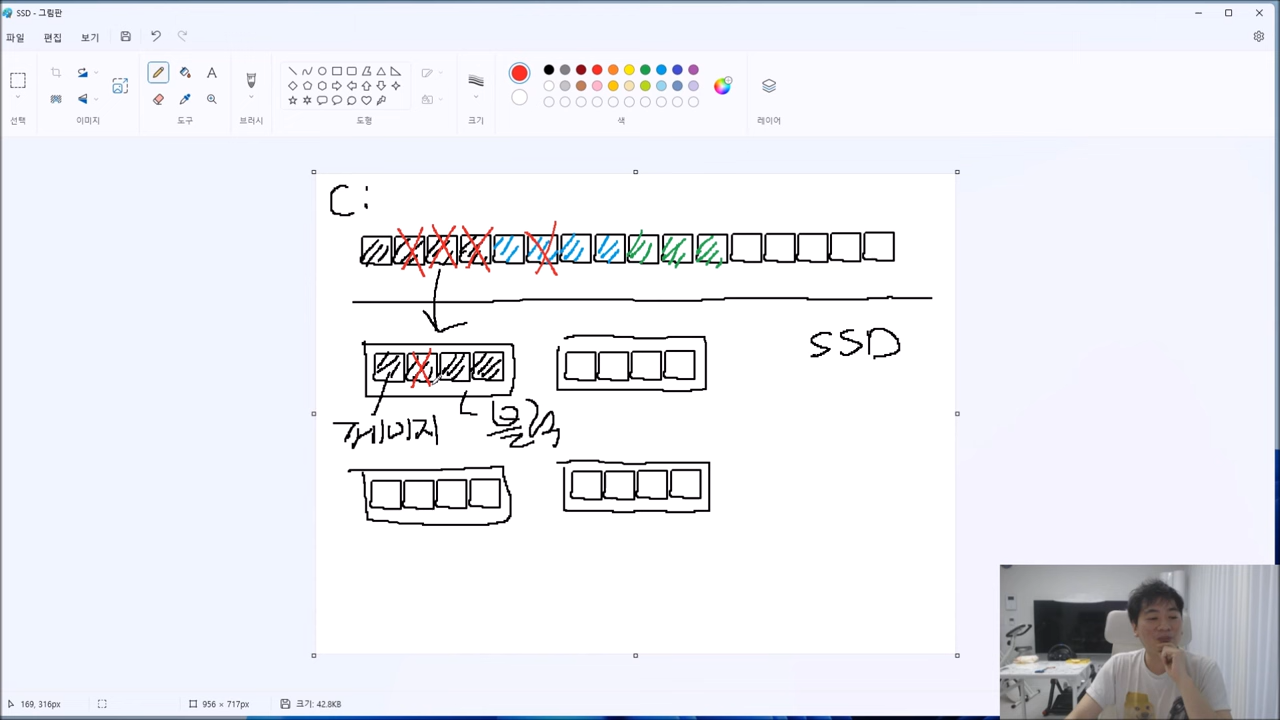 SSD - 그림판
파일 편집 보기
선택 이미지 도구 브러시 도형 크기 색 레이어
C:
SSD
페이지 블럭
169, 316px 956 × 717px 크기: 42.8KB